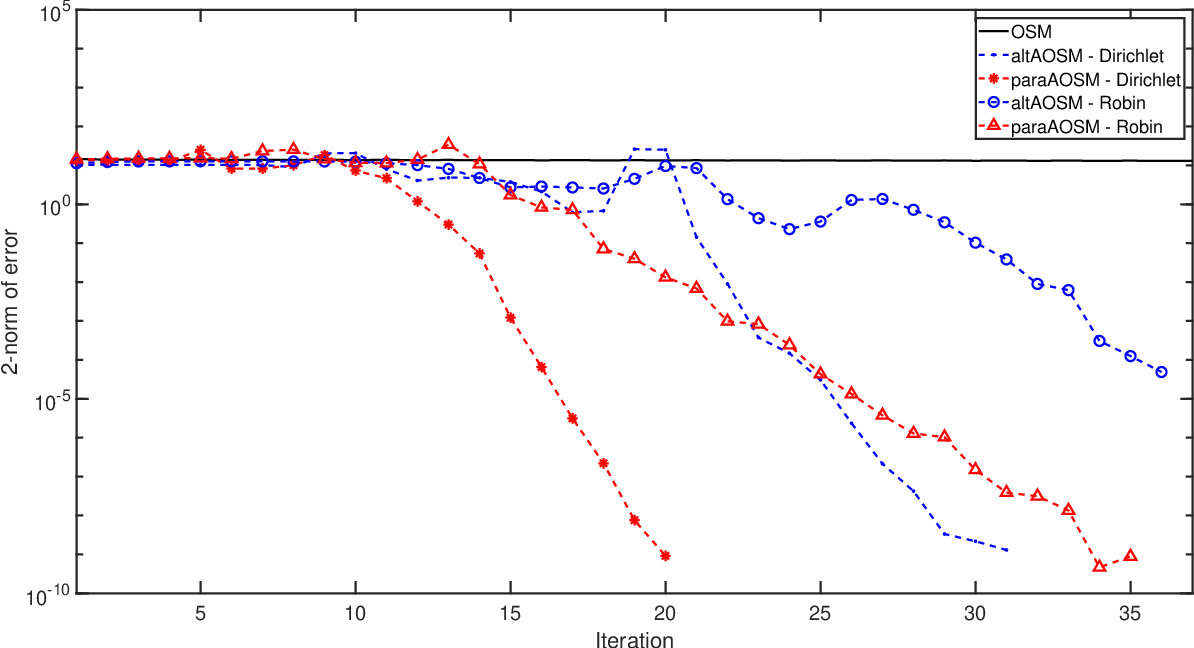 10^5
10^0
10^-5
10^-10
2-norm of error
OSM
altAOSM - Dirichlet
paraAOSM - Dirichlet
altAOSM - Robin
paraAOSM - Robin
5 10 15 20 25 30 35
Iteration